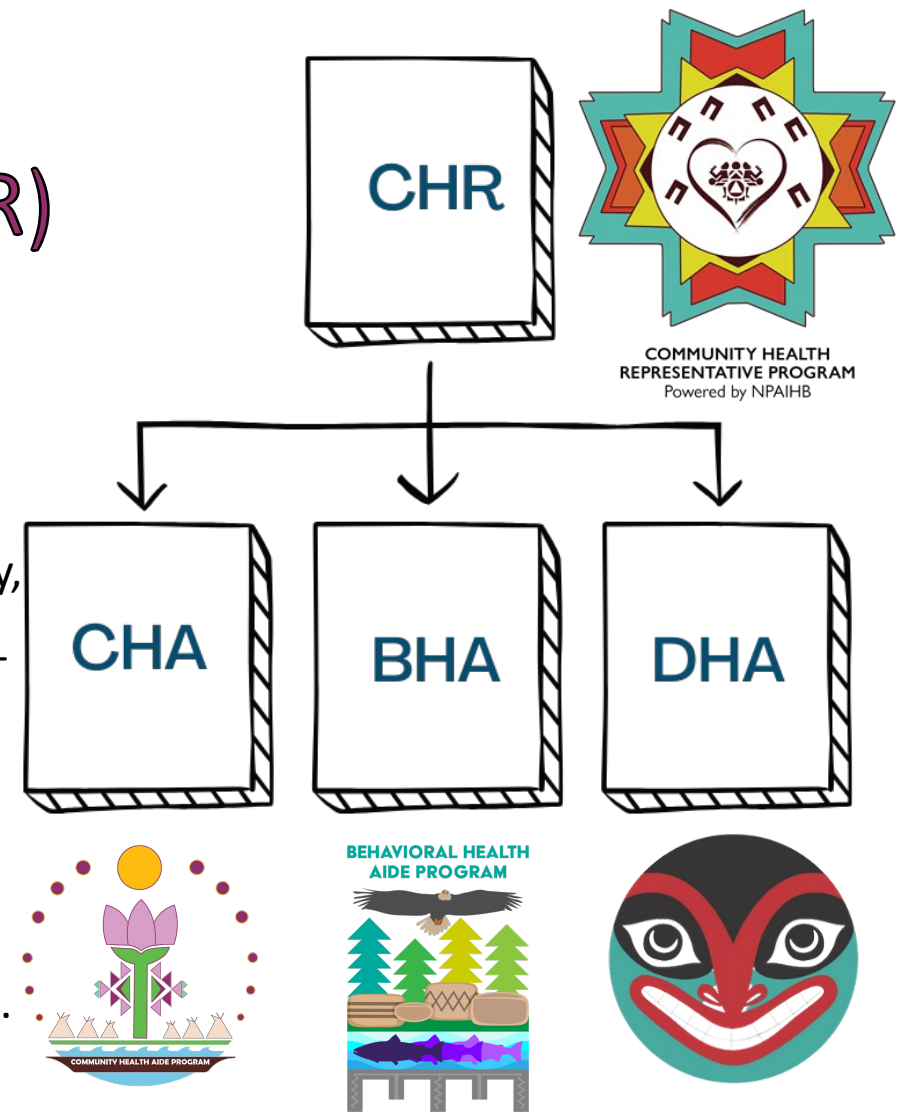 R)
CHR
COMMUNITY HEALTH
REPRESENTATIVE PROGRAM
Powered by NPAIHB
y,
-
CHA
BHA
DHA
.
BEHAVIORAL HEALTH
AIDE PROGRAM
COMMUNITY HEALTH AIDE PROGRAM